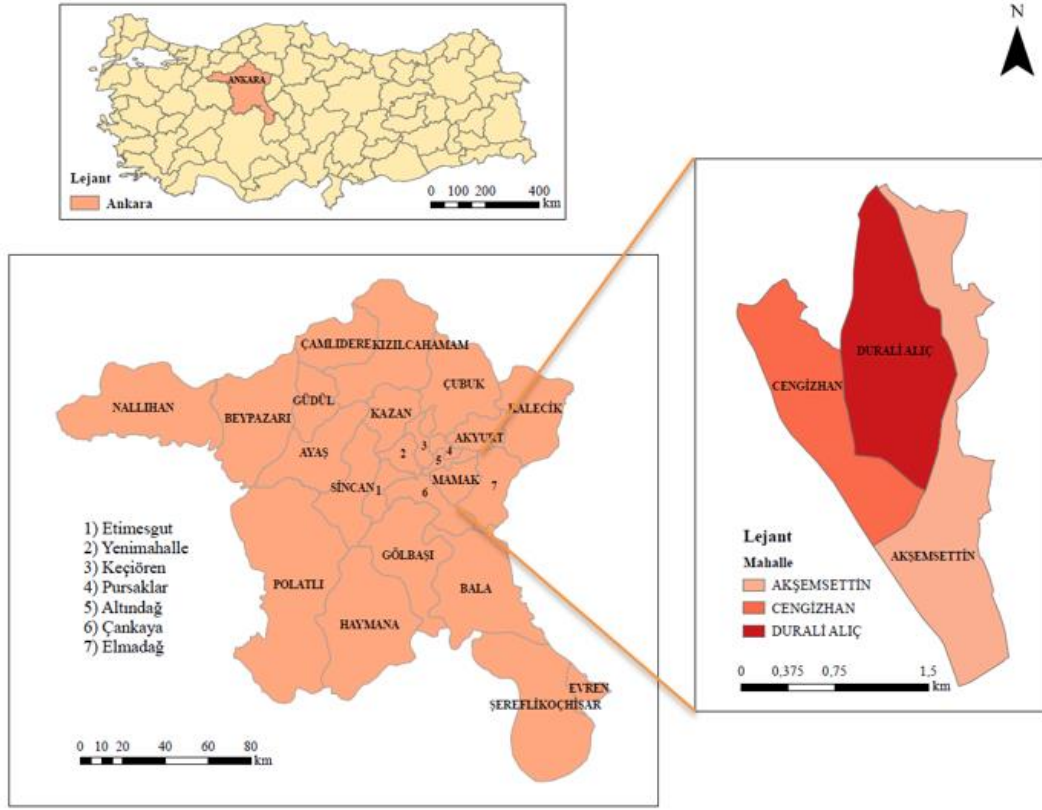 N
ANKARA
Lejant
Ankara
0 100 200 400
km
ÇAMLIDERE
KIZILCAHAMAM
ÇUBUK
GÜDÜL
NALLIHAN
BEYPAZARI
KAZAN
KALECİK
AKYURT
AYAŞ
2
3
4
5
MAMAK
7
SİNCAN
1
6
GÖLBAŞI
POLATLI
BALA
HAYMANA
EVREN
ŞEREFLİKOÇHİSAR
1) Etimesgut
2) Yenimahalle
3) Keçiören
4) Pursaklar
5) Altındağ
6) Çankaya
7) Elmadağ
0 10 20 40 60 80
km
DURALİ ALIÇ
CENGİZHAN
AKŞEMSETTİN
Lejant
Mahalle
AKŞEMSETTİN
CENGİZHAN
DURALİ ALIÇ
0 0,375 0,75 1,5
km